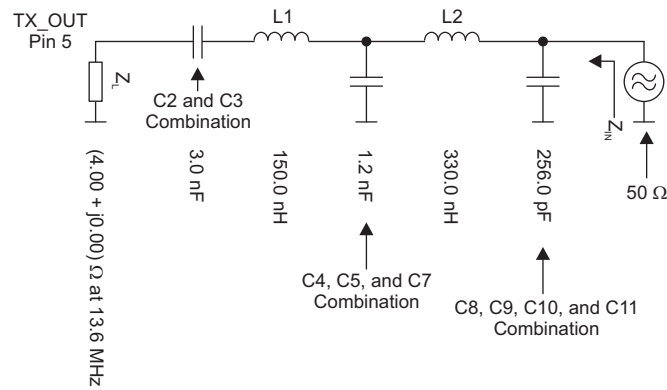 TX_OUT
Pin 5
L1
L2
Z_L
C2 and C3
Combination
Z_IN
50 Ω
(4.00 + j0.00) Ω at 13.6 MHz
3.0 nF
150.0 nH
1.2 nF
330.0 nH
256.0 pF
C4, C5, and C7
Combination
C8, C9, C10, and C11
Combination